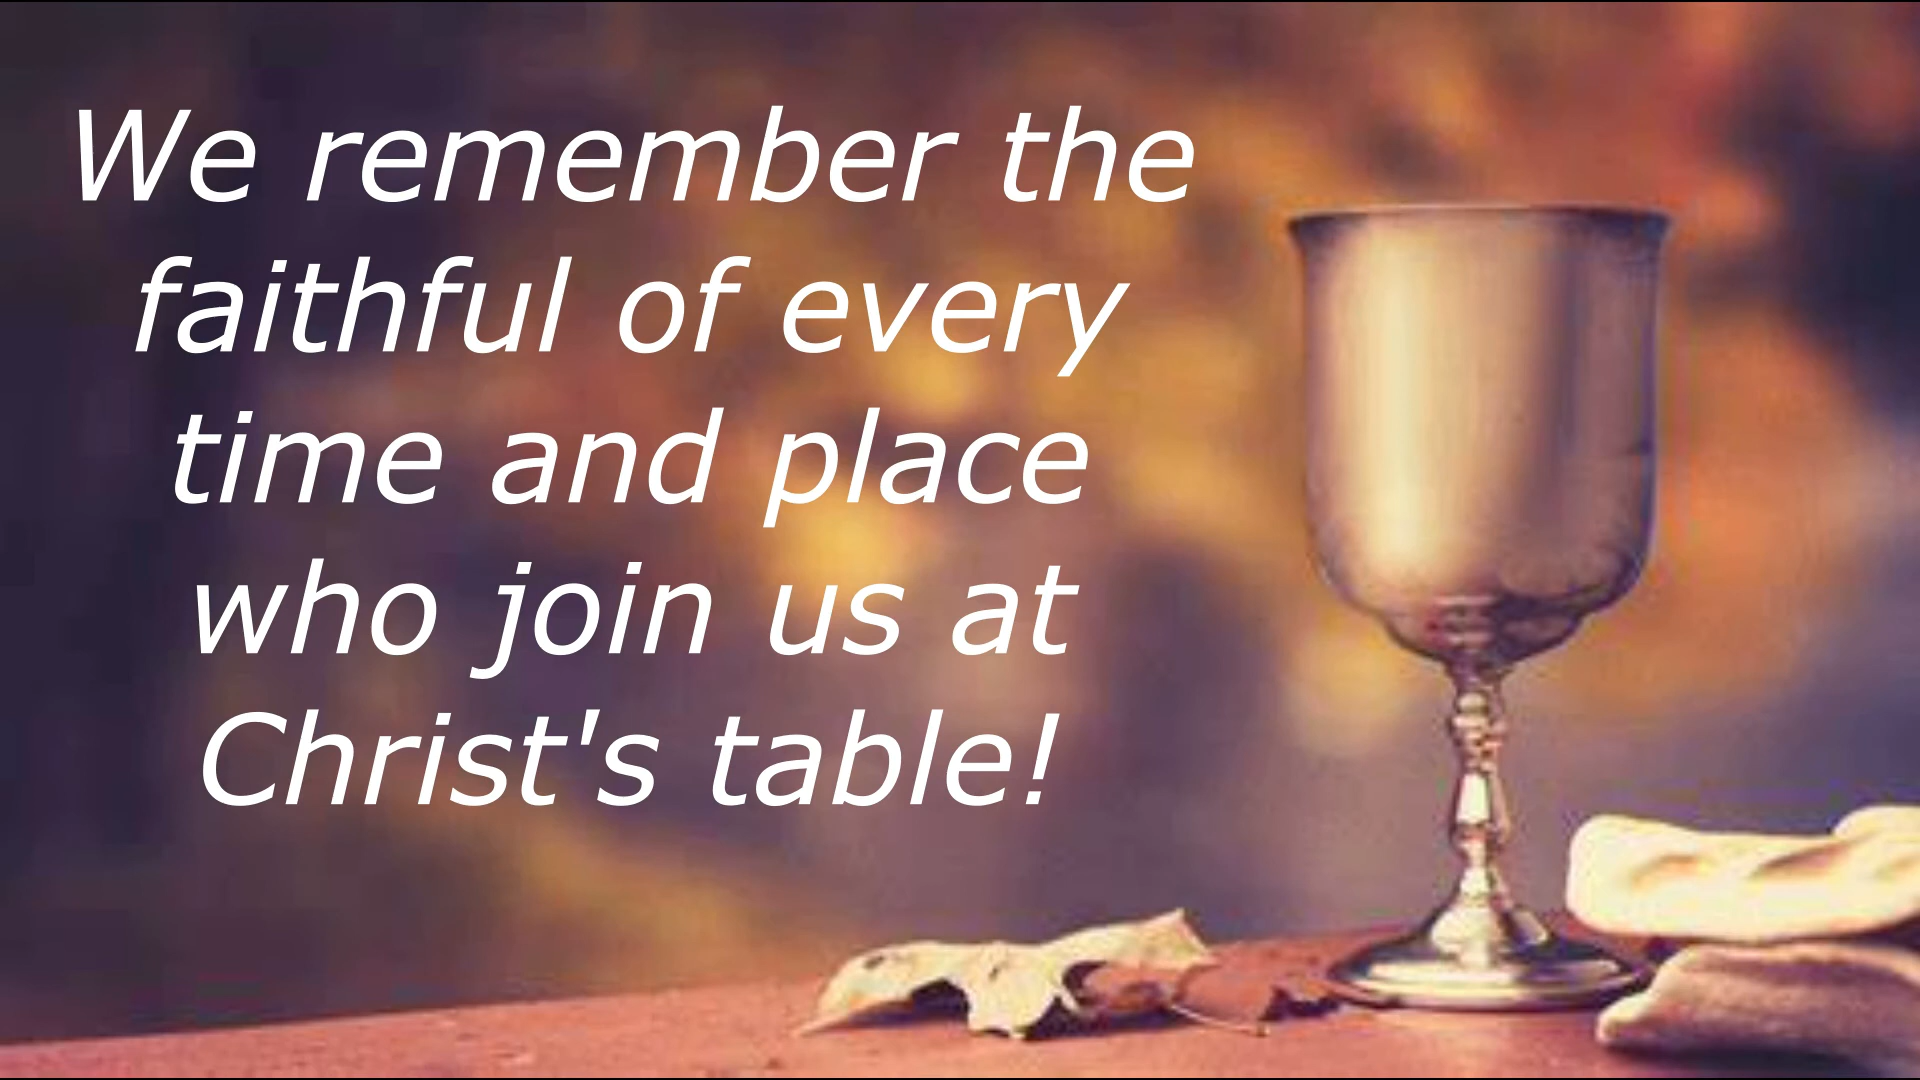 We remember the
faithful of every
time and place
who join us at
Christ's table!